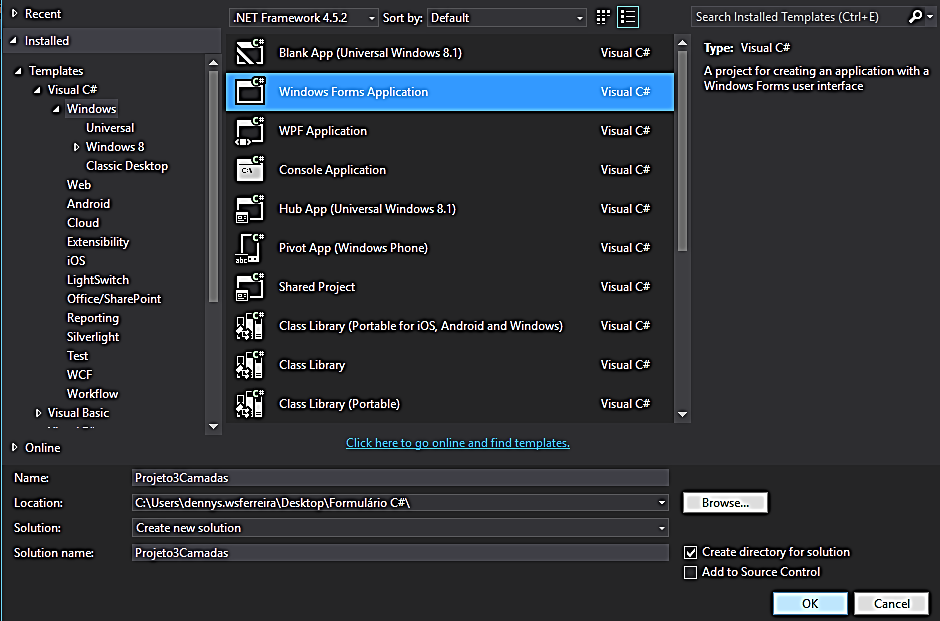 Recent
Installed
Templates
Visual C#
Windows
Universal
Windows 8
Classic Desktop
Web
Android
Cloud
Extensibility
iOS
LightSwitch
Office/SharePoint
Reporting
Silverlight
Test
WCF
Workflow
Visual Basic
Online
.NET Framework 4.5.2 Sort by: Default
Blank App (Universal Windows 8.1) Visual C#
Windows Forms Application Visual C#
WPF Application Visual C#
Console Application Visual C#
Hub App (Universal Windows 8.1) Visual C#
Pivot App (Windows Phone) Visual C#
Shared Project Visual C#
Class Library (Portable for iOS, Android and Windows) Visual C#
Class Library Visual C#
Class Library (Portable) Visual C#
Click here to go online and find templates.
Search Installed Templates (Ctrl+E)
Type: Visual C#
A project for creating an application with a
Windows Forms user interface
Name: Projeto3Camadas
Location: C:\Users\dennys.wsferreira\Desktop\Formulário C#\ Browse...
Solution: Create new solution
Solution name: Projeto3Camadas
Create directory for solution
Add to Source Control
OK Cancel